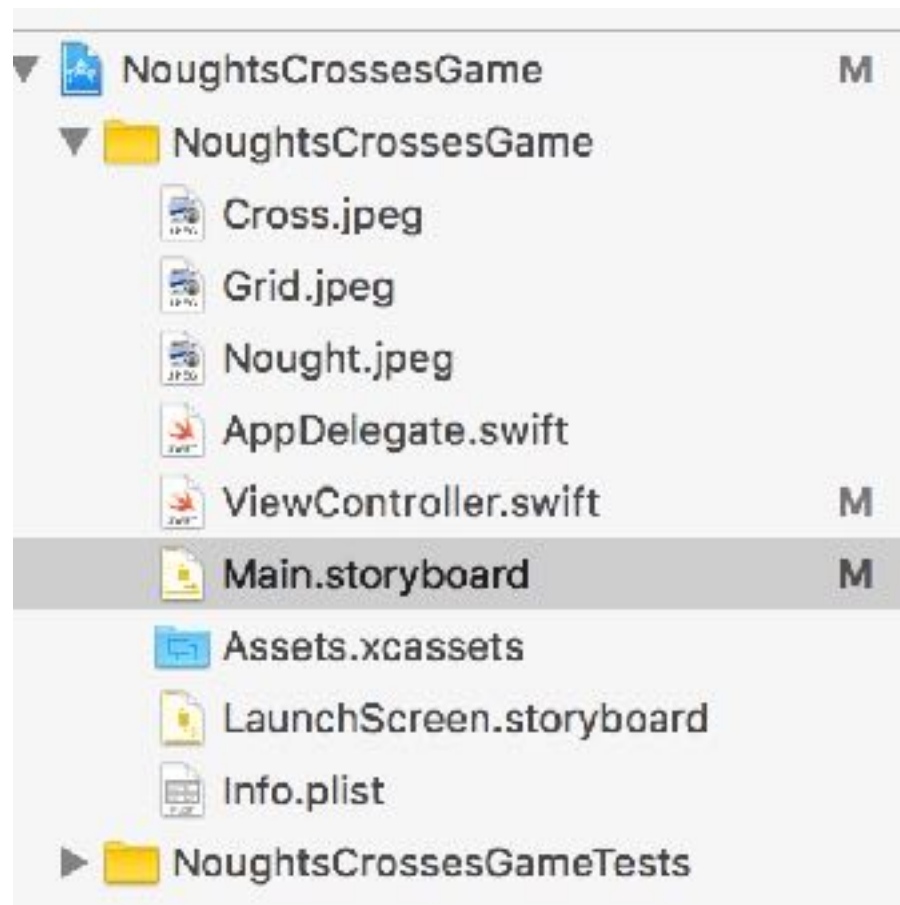 NoughtsCrossesGame M
NoughtsCrossesGame
Cross.jpeg
Grid.jpeg
Nought.jpeg
AppDelegate.swift
ViewController.swift M
Main.storyboard M
Assets.xcassets
LaunchScreen.storyboard
Info.plist
NoughtsCrossesGameTests